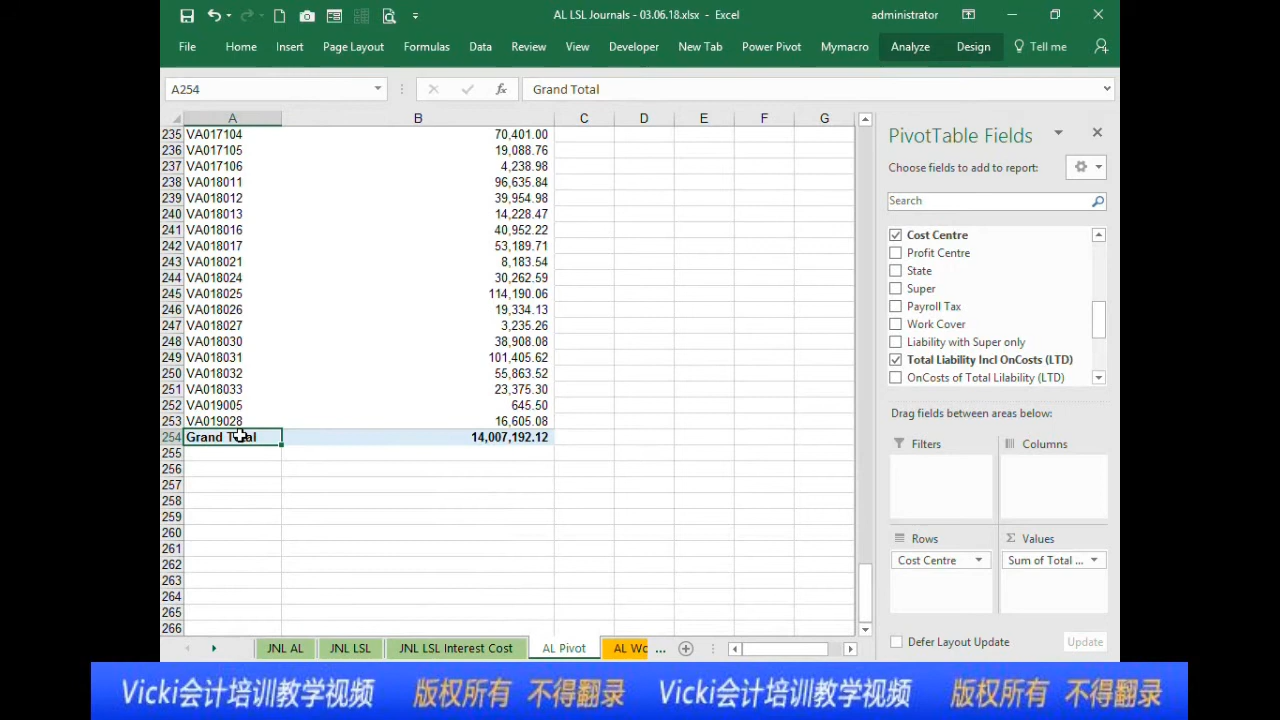 AL LSL Journals - 03.06.18.xlsx - Excel
administrator
File Home Insert Page Layout Formulas Data Review View Developer New Tab Power Pivot Mymacro Analyze Design Tell me
A254 fx Grand Total
A B C D E F G
235 VA017104 70,401.00
236 VA017105 19,088.76
237 VA017106 4,238.98
238 VA018011 96,635.84
239 VA018012 39,954.98
240 VA018013 14,228.47
241 VA018016 40,952.22
242 VA018017 53,189.71
243 VA018021 8,183.54
244 VA018024 30,262.59
245 VA018025 114,190.06
246 VA018026 19,334.13
247 VA018027 3,235.26
248 VA018030 38,908.08
249 VA018031 101,405.62
250 VA018032 55,863.52
251 VA018033 23,375.30
252 VA019005 645.50
253 VA019028 16,605.08
254 Grand Total 14,007,192.12
255
256
257
258
259
260
261
262
263
264
265
266
PivotTable Fields
Choose fields to add to report:
Search
Cost Centre
Profit Centre
State
Super
Payroll Tax
Work Cover
Liability with Super only
Total Liability Incl OnCosts (LTD)
OnCosts of Total Lilability (LTD)
Drag fields between areas below:
Filters Columns
Rows Σ Values
Cost Centre Sum of Total ...
Defer Layout Update Update
JNL AL JNL LSL JNL LSL Interest Cost AL Pivot AL Wc ...
Vicki会计培训教学视频 版权所有 不得翻录 Vicki会计培训教学视频 版权所有 不得翻录